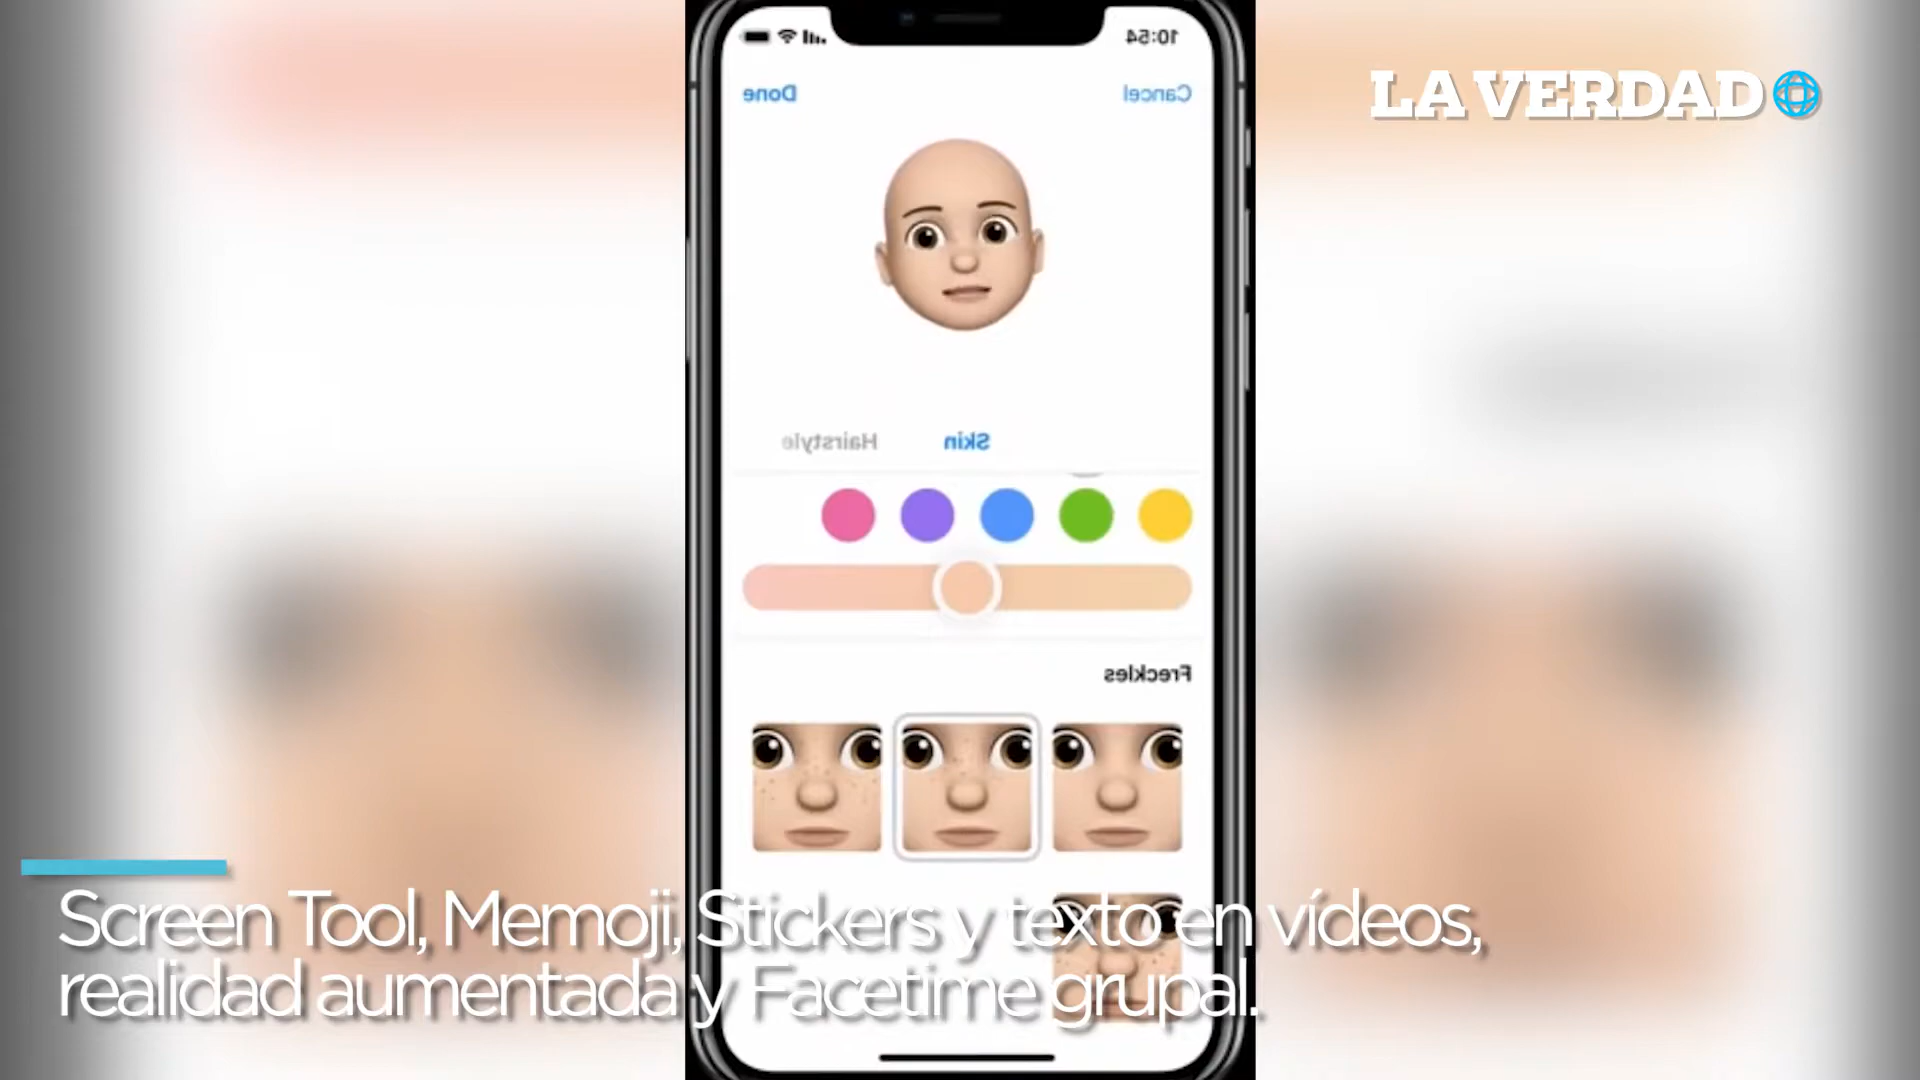 10:54
Cancel
Done
LA VERDAD
Skin
Hairstyle
Freckles
Screen Tool, Memoji, Stickers y texto en vídeos,
realidad aumentada y Facetime grupal.